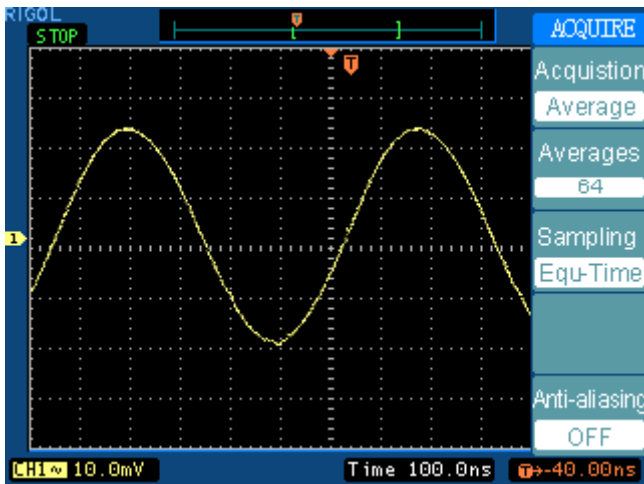 RIGOL
STOP
T
T
1
ACQUIRE
Acquistion
Average
Averages
64
Sampling
Equ-Time
Anti-aliasing
OFF
CH1~ 10.0mV
Time 100.0ns
T→-40.00ns